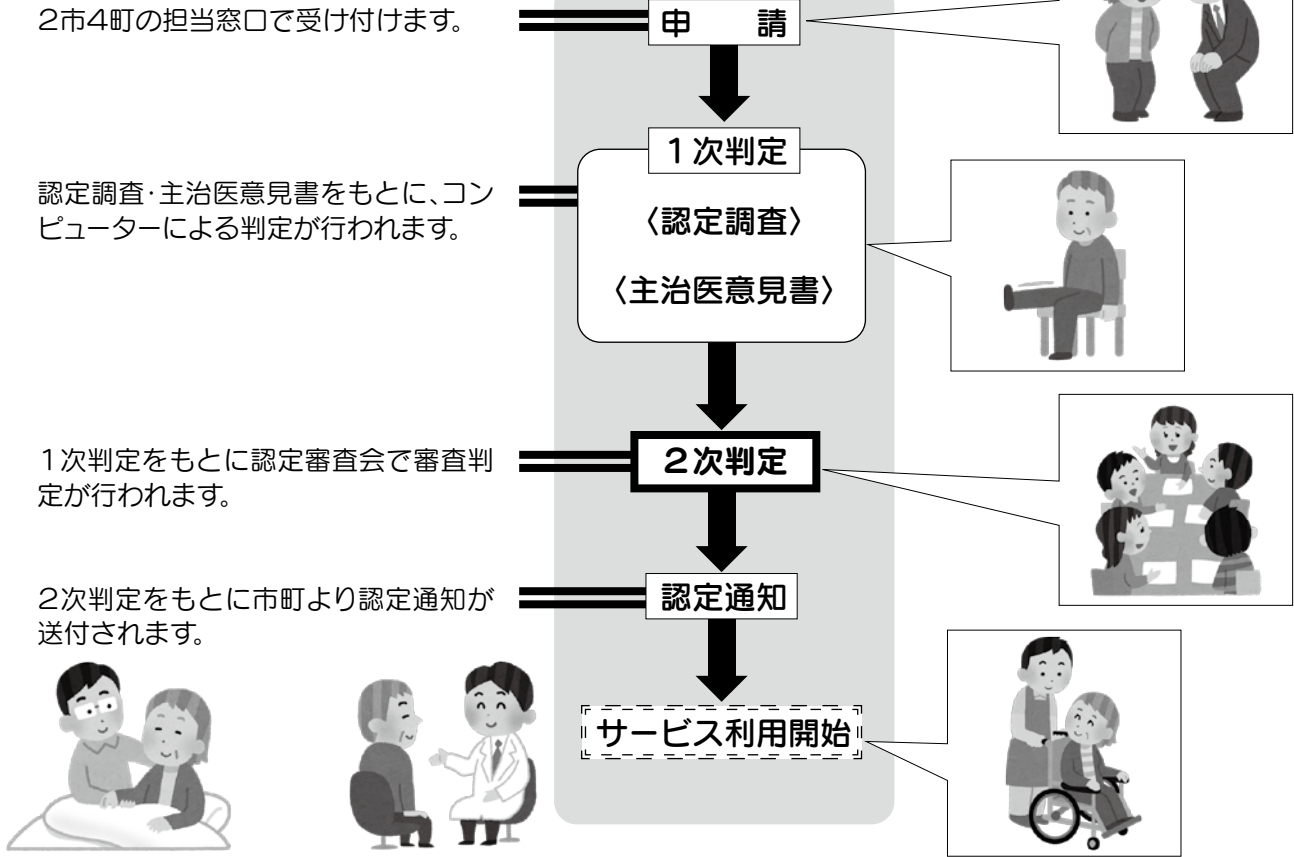 2市4町の担当窓口で受け付けます。
申　　請
1次判定
認定調査・主治医意見書をもとに、コン
ピューターによる判定が行われます。
〈認定調査〉
〈主治医意見書〉
1次判定をもとに認定審査会で審査判
定が行われます。
2次判定
2次判定をもとに市町より認定通知が
送付されます。
認定通知
サービス利用開始